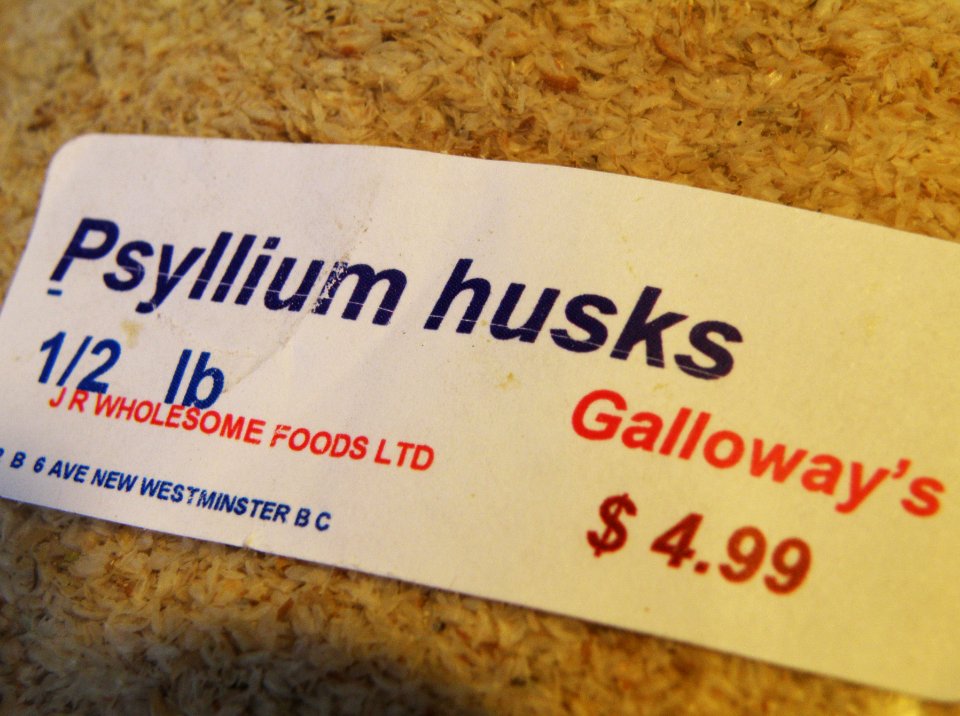 Psyllium husks
1/2 lb
J R WHOLESOME FOODS LTD
Galloway's
B 6 AVE NEW WESTMINSTER B C
$ 4.99